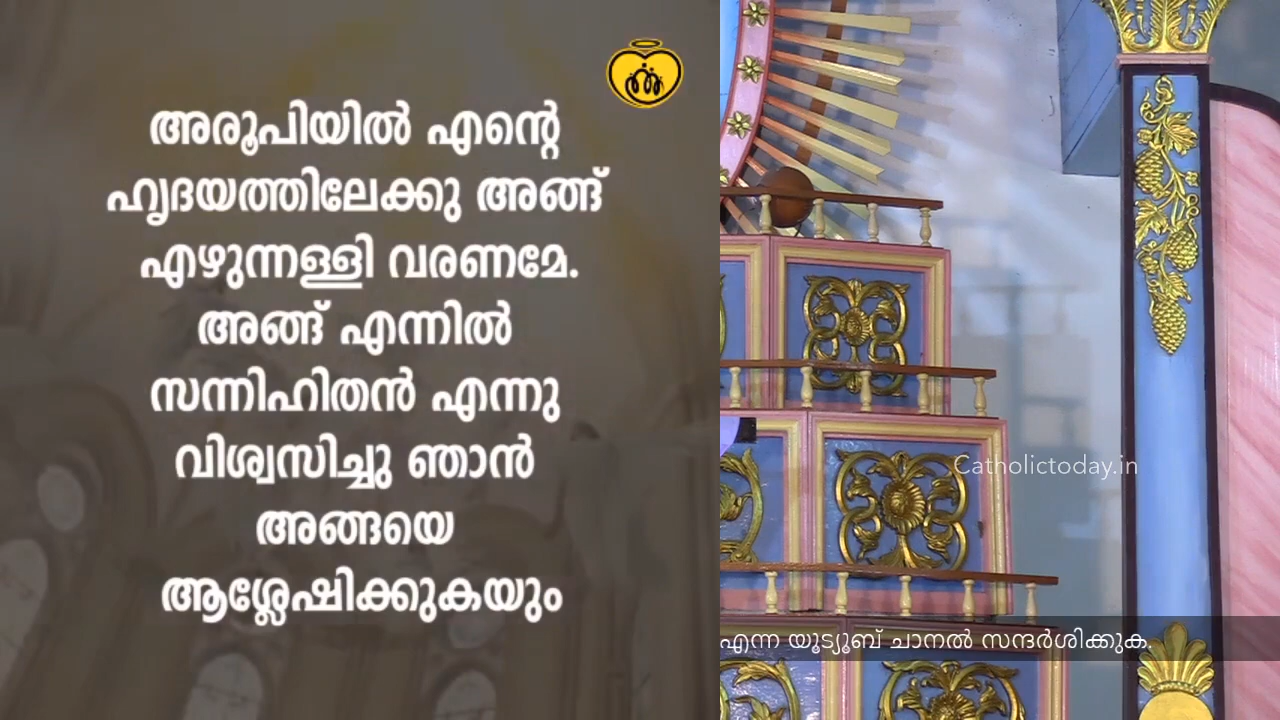 അരൂപിയിൽ എന്റെ
ഹൃദയത്തിലേക്കു അങ്ങ്
എഴുന്നള്ളി വരണമേ.
അങ്ങ് എന്നിൽ
സന്നിഹിതൻ എന്നു
വിശ്വസിച്ചു ഞാൻ
അങ്ങയെ
ആശ്ലേഷിക്കുകയും
Catholictoday.in
എന്ന യൂട്യൂബ് ചാനൽ സന്ദർശിക്കുക.